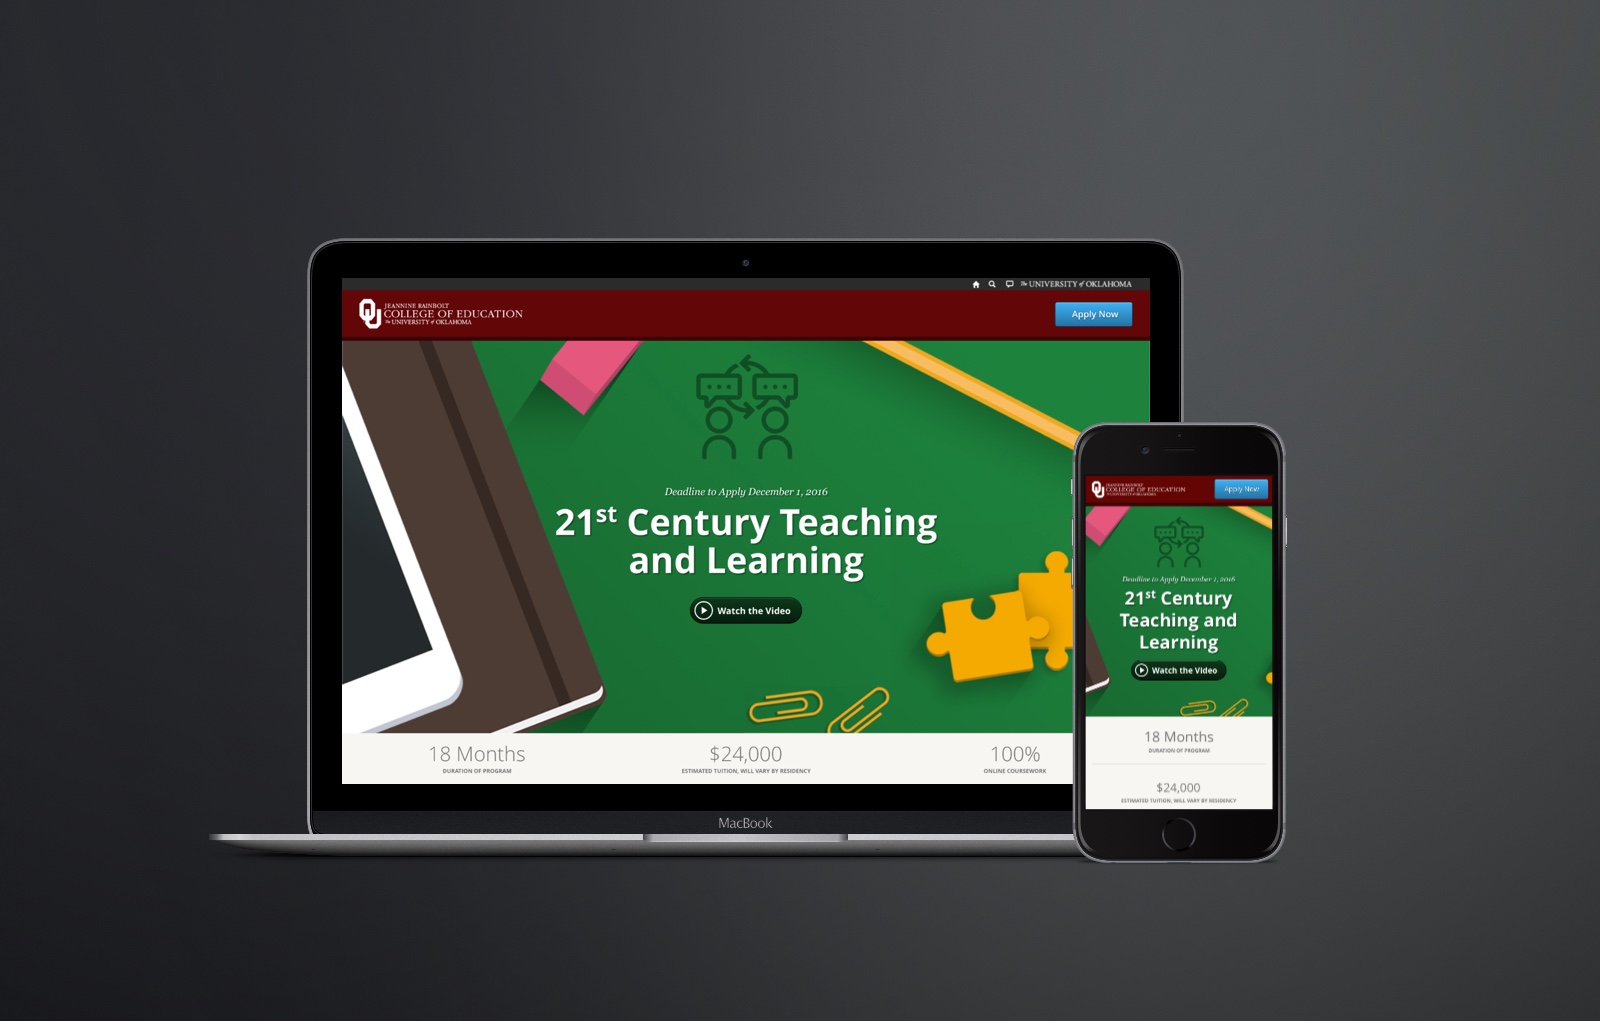 The UNIVERSITY of OKLAHOMA
OU
JEANNINE RAINBOLT
COLLEGE OF EDUCATION
The UNIVERSITY of OKLAHOMA
Apply Now
Deadline to Apply December 1, 2016
21st Century Teaching
and Learning
Watch the Video
18 Months
DURATION OF PROGRAM
$24,000
ESTIMATED TUITION, WILL VARY BY RESIDENCY
100%
ONLINE COURSEWORK
MacBook
OU
JEANNINE RAINBOLT
COLLEGE OF EDUCATION
The UNIVERSITY of OKLAHOMA
Apply Now
Deadline to Apply December 1, 2016
21st Century
Teaching and
Learning
Watch the Video
18 Months
DURATION OF PROGRAM
$24,000
ESTIMATED TUITION, WILL VARY BY RESIDENCY